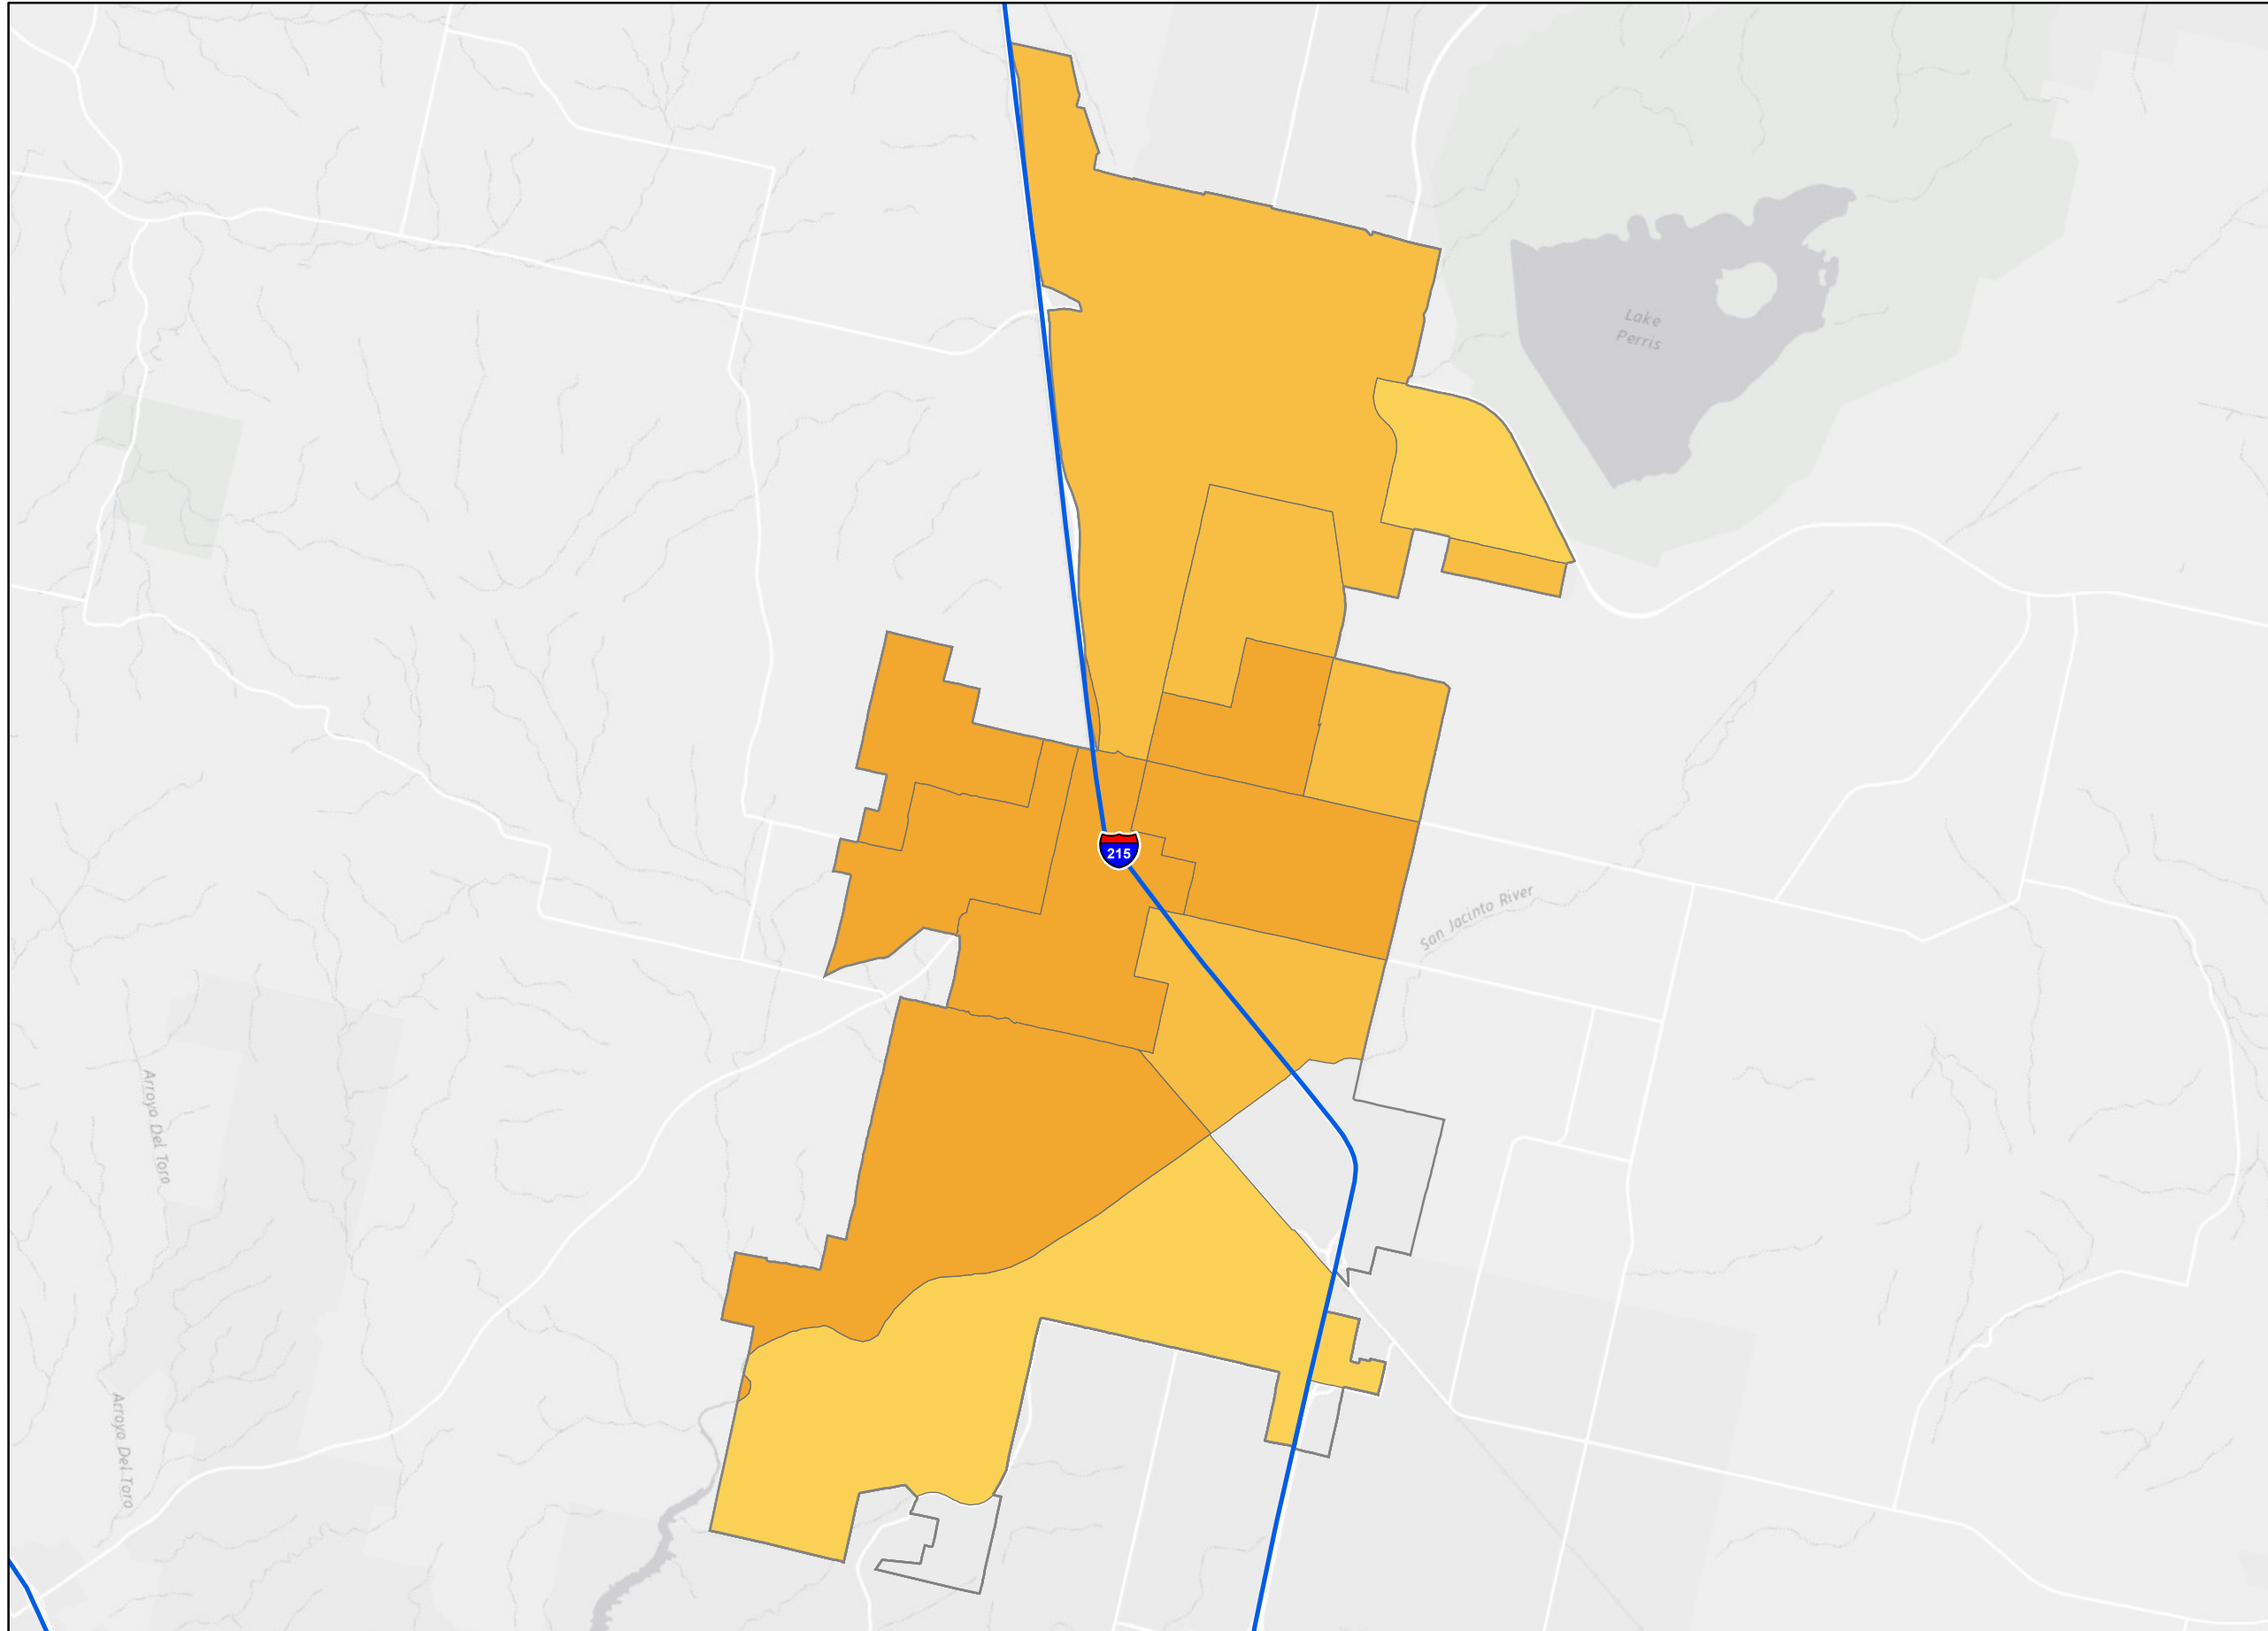 Lake
Perris
215
San Jacinto River
Arroyo Del Toro
Arroyo Del Toro